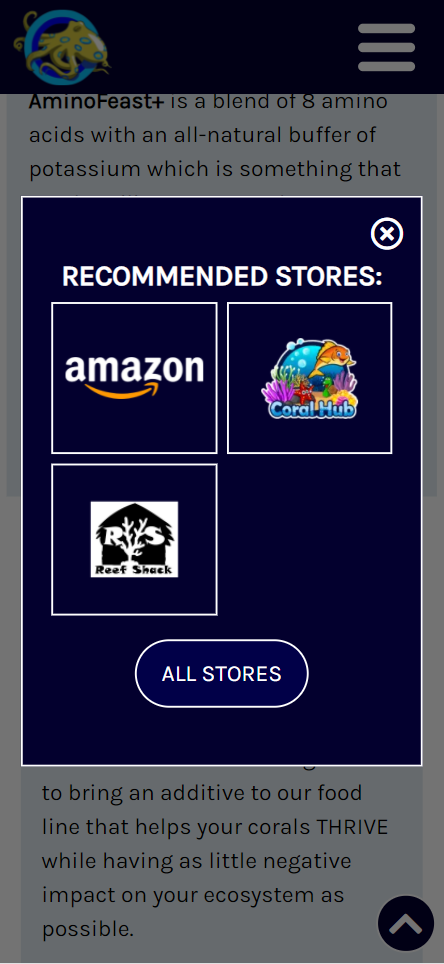 AminoFeast+ is a blend of 8 amino
acids with an all-natural buffer of
potassium which is something that
RECOMMENDED STORES:
amazon
Coral Hub
R S
Reef Shack
ALL STORES
to bring an additive to our food
line that helps your corals THRIVE
while having as little negative
impact on your ecosystem as
possible.